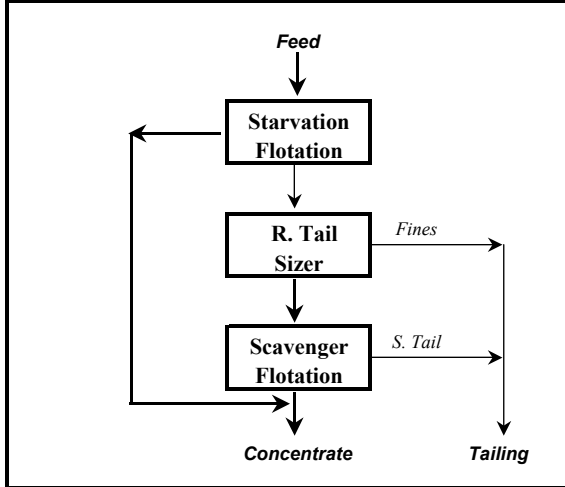 Feed
Starvation
Flotation
R. Tail
Sizer
Fines
Scavenger
Flotation
S. Tail
Concentrate
Tailing